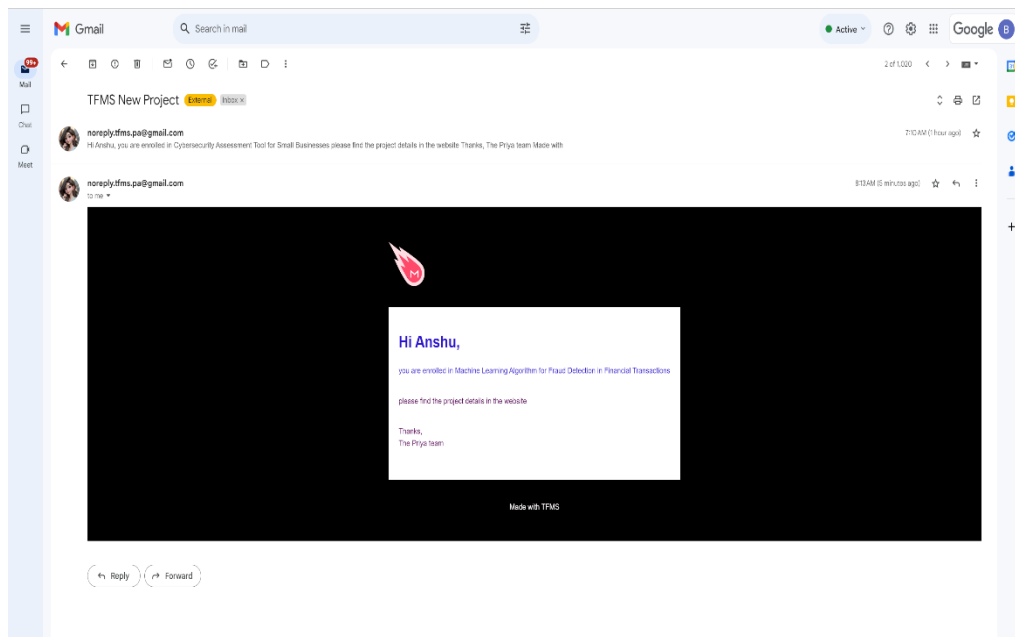 Gmail
Search in mail
Active
Google
B
99+
Mail
Chat
Meet
2 of 1,020
TFMS New Project External Inbox ×
noreply.tfms.pa@gmail.com 7:10 AM (1 hour ago)
Hi Anshu, you are enrolled in Cybersecurity Assessment Tool for Small Businesses please find the project details in the website Thanks, The Priya team Made with
noreply.tfms.pa@gmail.com 8:13 AM (5 minutes ago)
to me
M
Hi Anshu,
you are enrolled in Machine Learning Algorithm for Fraud Detection in Financial Transactions
please find the project details in the website
Thanks,
The Priya team
Made with TFMS
Reply Forward